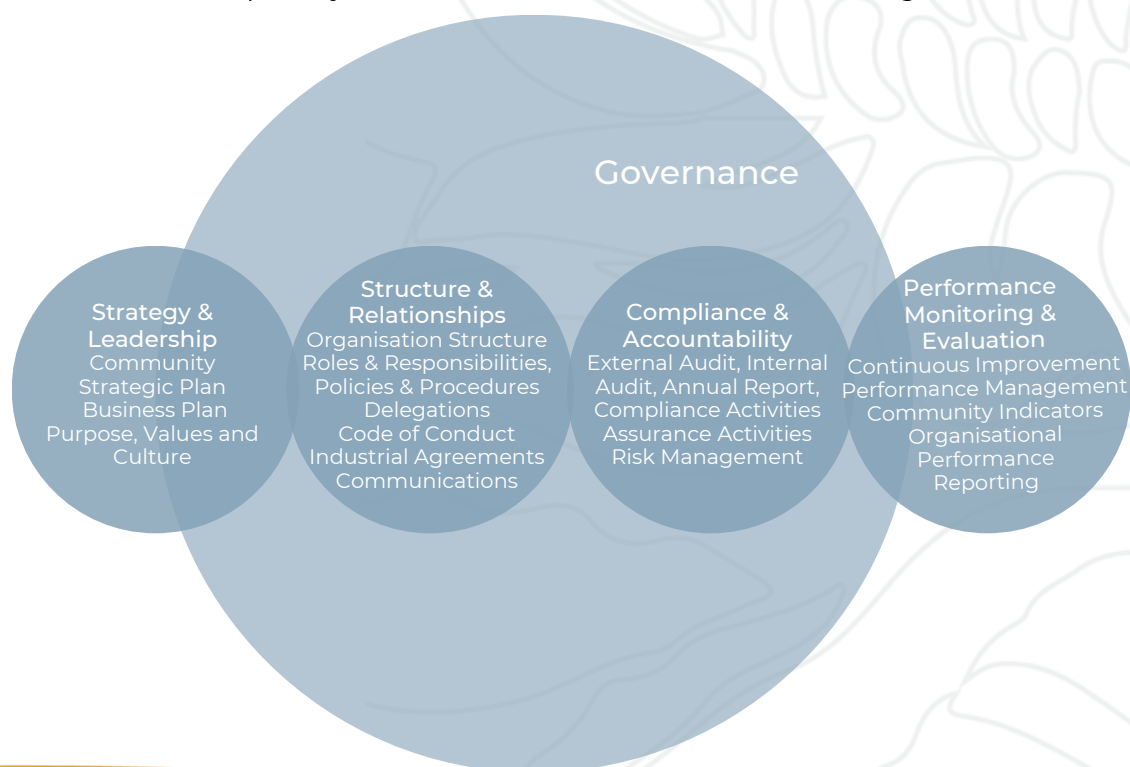 Governance
Strategy &
Leadership
Community
Strategic Plan
Business Plan
Purpose, Values and
Culture
Structure &
Relationships
Organisation Structure
Roles & Responsibilities,
Policies & Procedures
Delegations
Code of Conduct
Industrial Agreements
Communications
Compliance &
Accountability
External Audit, Internal
Audit, Annual Report,
Compliance Activities
Assurance Activities
Risk Management
Performance
Monitoring &
Evaluation
Continuous Improvement
Performance Management
Community Indicators
Organisational
Performance
Reporting